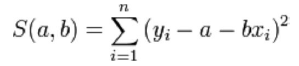 S(a, b) = \sum_{i=1}^{n} (y_i - a - bx_i)^2